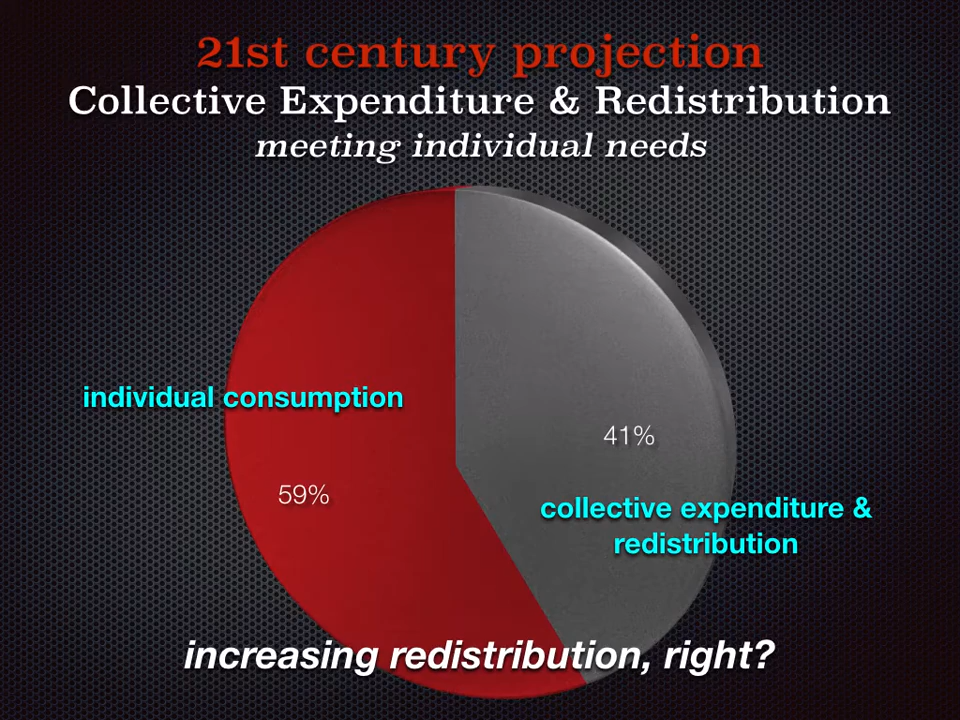 21st century projection
Collective Expenditure & Redistribution
meeting individual needs
individual consumption
41%
59%
collective expenditure &
redistribution
increasing redistribution, right?